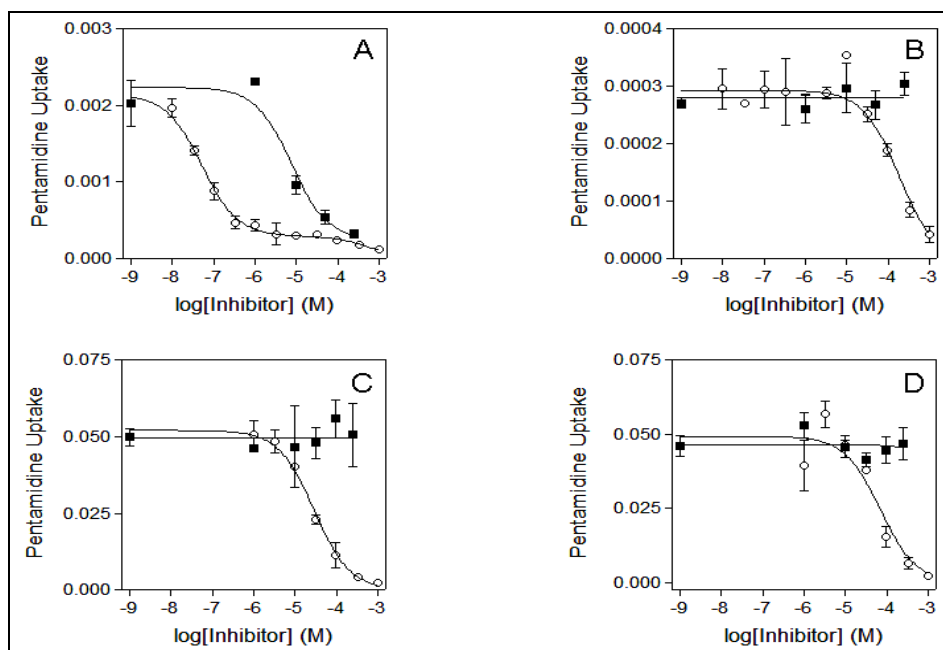 A
Pentamidine Uptake
0.003
0.002
0.001
0.000
-9 -8 -7 -6 -5 -4 -3
log[Inhibitor] (M)
B
Pentamidine Uptake
0.0004
0.0003
0.0002
0.0001
0.0000
-9 -8 -7 -6 -5 -4 -3
log[Inhibitor] (M)
C
Pentamidine Uptake
0.075
0.050
0.025
0.000
-9 -8 -7 -6 -5 -4 -3
log[Inhibitor] (M)
D
Pentamidine Uptake
0.075
0.050
0.025
0.000
-9 -8 -7 -6 -5 -4 -3
log[Inhibitor] (M)